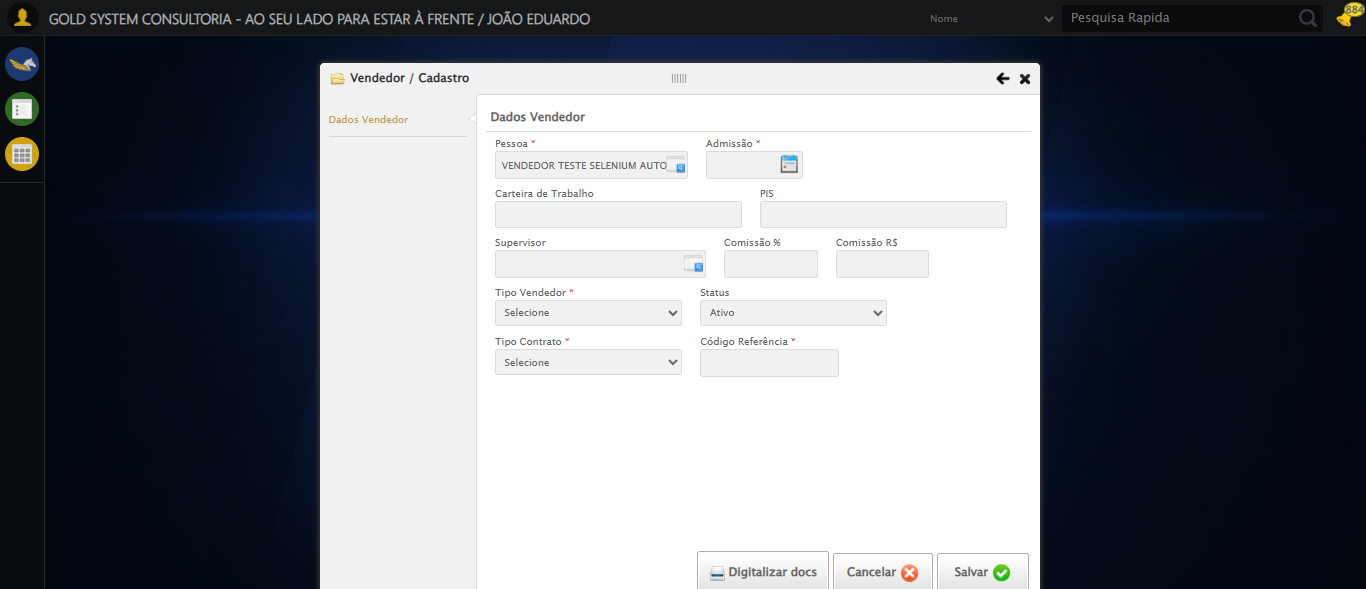 GOLD SYSTEM CONSULTORIA - AO SEU LADO PARA ESTAR À FRENTE / JOÃO EDUARDO
Nome
Pesquisa Rapida
884
Vendedor / Cadastro
Dados Vendedor
Dados Vendedor
Pessoa *
Admissão *
VENDEDOR TESTE SELENIUM AUTO
Carteira de Trabalho
PIS
Supervisor
Comissão %
Comissão R$
Tipo Vendedor *
Status
Selecione
Ativo
Tipo Contrato *
Código Referência *
Selecione
Digitalizar docs
Cancelar
Salvar